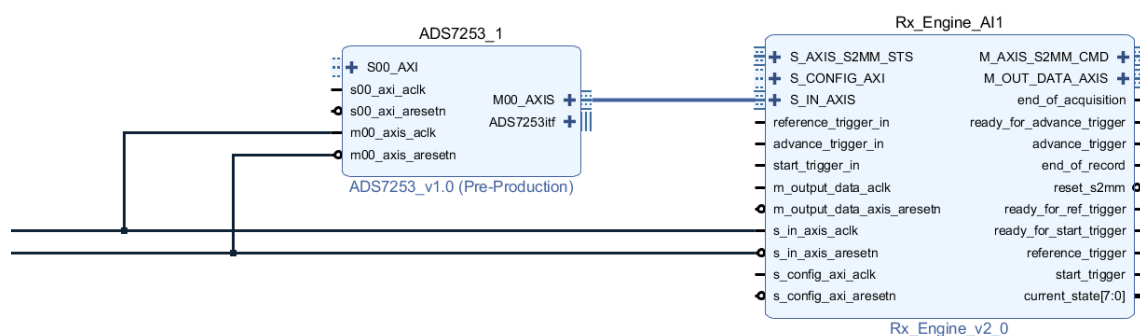 ADS7253_1
S00_AXI
s00_axi_aclk
s00_axi_aresetn
m00_axis_aclk
m00_axis_aresetn
M00_AXIS
ADS7253itf
ADS7253_v1.0 (Pre-Production)
Rx_Engine_AI1
S_AXIS_S2MM_STS
S_CONFIG_AXI
S_IN_AXIS
reference_trigger_in
advance_trigger_in
start_trigger_in
m_output_data_aclk
m_output_data_axis_aresetn
s_in_axis_aclk
s_in_axis_aresetn
s_config_axi_aclk
s_config_axi_aresetn
M_AXIS_S2MM_CMD
M_OUT_DATA_AXIS
end_of_acquisition
ready_for_advance_trigger
advance_trigger
end_of_record
reset_s2mm
ready_for_ref_trigger
ready_for_start_trigger
reference_trigger
start_trigger
current_state[7:0]
Rx_Engine_v2_0